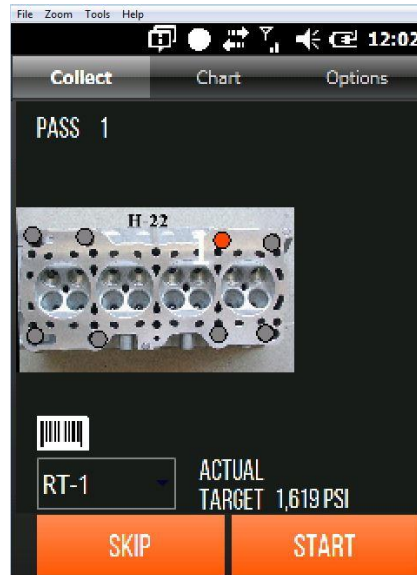 File Zoom Tools Help
12:02
Collect Chart Options
PASS 1
H-22
RT-1
ACTUAL
TARGET 1,619 PSI
SKIP START